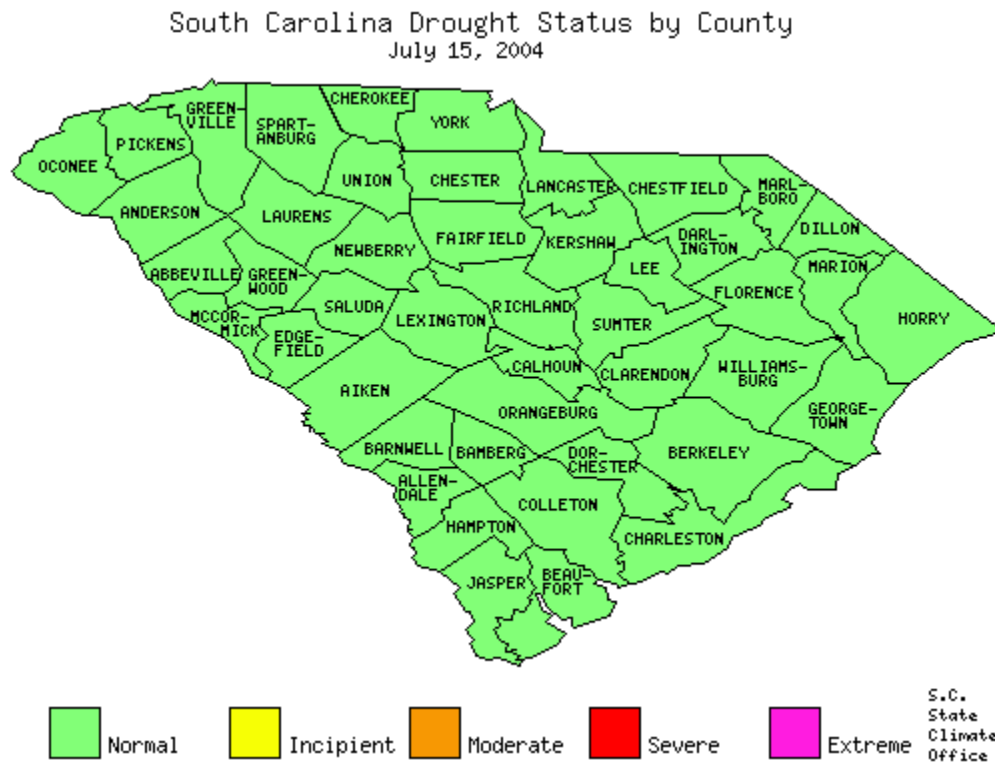 South Carolina Drought Status by County
July 15, 2004
CHEROKEE
GREEN-
VILLE
SPART-
ANBURG
YORK
PICKENS
OCONEE
UNION
CHESTER
LANCASTER
CHESTFIELD
MARL-
BORO
ANDERSON
LAURENS
DILLON
FAIRFIELD
KERSHAW
DARL-
INGTON
NEWBERRY
LEE
MARION
ABBEVILLE
GREEN-
WOOD
FLORENCE
SALUDA
RICHLAND
MCCOR-
MICK
LEXINGTON
SUMTER
HORRY
EDGE-
FIELD
CALHOUN
CLARENDON
WILLIAMS-
BURG
AIKEN
ORANGEBURG
GEORGE-
TOWN
BARNWELL
BAMBERG
DOR-
CHESTER
BERKELEY
ALLEN-
DALE
COLLETON
HAMPTON
CHARLESTON
JASPER
BEAU-
FORT
Normal
Incipient
Moderate
Severe
Extreme
S.C.
State
Climate
Office